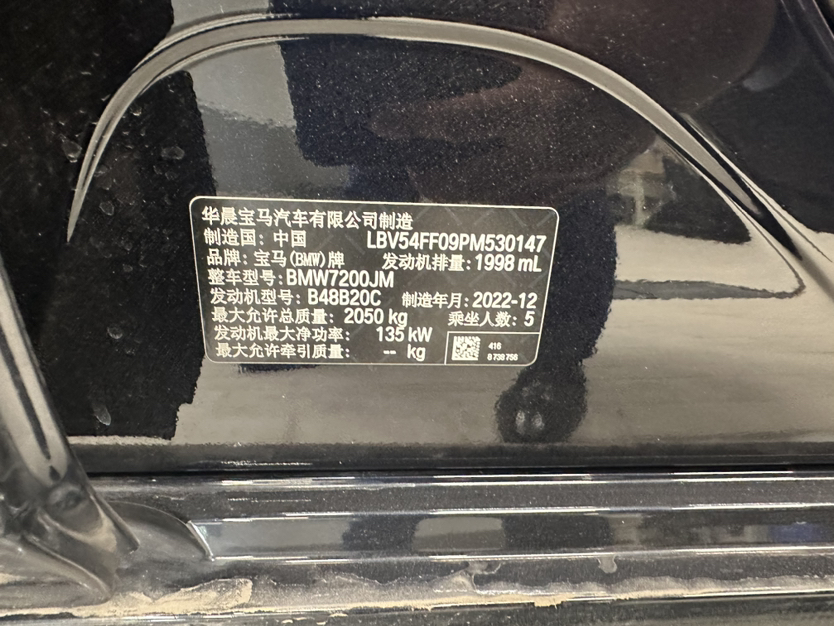 华晨宝马汽车有限公司制造
制造国：中国 LBV54FF09PM530147
品牌：宝马(BMW)牌 发动机排量：1998 mL
整车型号：BMW7200JM
发动机型号：B48B20C 制造年月：2022-12
最大允许总质量：2050 kg 乘坐人数：5
发动机最大净功率：135 kW
最大允许牵引质量：-- kg
416
8 738 756